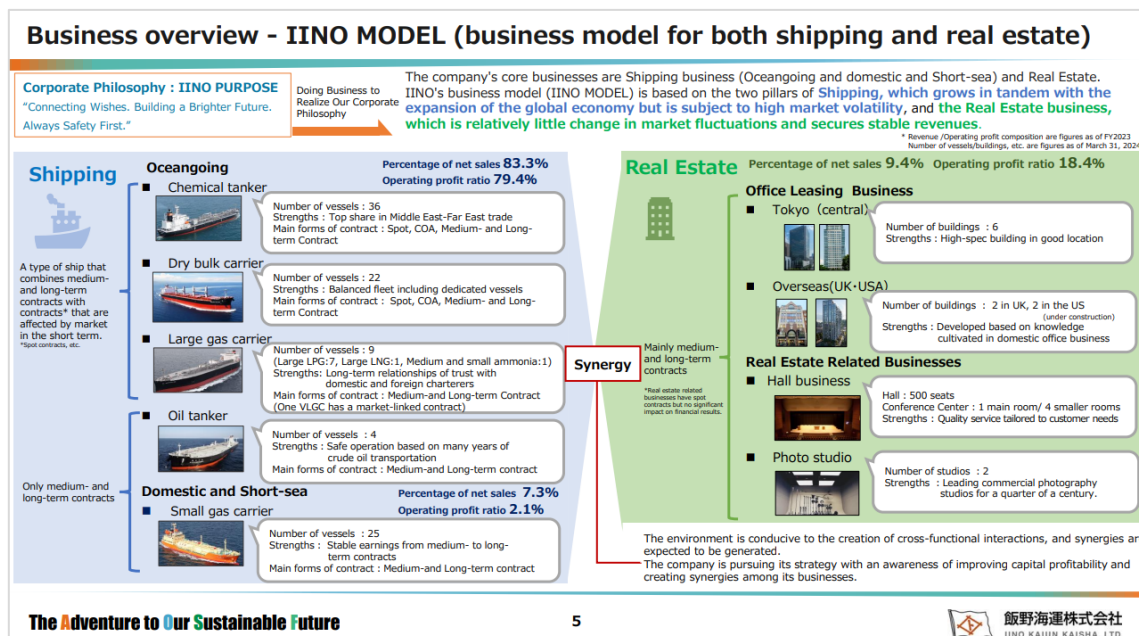 Business overview - IINO MODEL (business model for both shipping and real estate)
Corporate Philosophy : IINO PURPOSE
“Connecting Wishes. Building a Brighter Future.
Always Safety First.”
Doing Business to
Realize Our Corporate
Philosophy
The company's core businesses are Shipping business (Oceangoing and domestic and Short-sea) and Real Estate.
IINO's business model (IINO MODEL) is based on the two pillars of Shipping, which grows in tandem with the
expansion of the global economy but is subject to high market volatility, and the Real Estate business,
which is relatively little change in market fluctuations and secures stable revenues.
* Revenue /Operating profit composition are figures as of FY2023
Number of vessels/buildings, etc. are figures as of March 31, 2024
Shipping
A type of ship that
combines medium-
and long-term
contracts with
contracts* that are
affected by market
in the short term.
*Spot contracts, etc.
Only medium- and
long-term contracts
Oceangoing
Percentage of net sales 83.3%
Operating profit ratio 79.4%
■ Chemical tanker
Number of vessels : 36
Strengths : Top share in Middle East-Far East trade
Main forms of contract : Spot, COA, Medium- and Long-
term Contract
■ Dry bulk carrier
Number of vessels : 22
Strengths : Balanced fleet including dedicated vessels
Main forms of contract : Spot, COA, Medium- and Long-
term Contract
■ Large gas carrier
Number of vessels : 9
(Large LPG:7, Large LNG:1, Medium and small ammonia:1)
Strengths: Long-term relationships of trust with
domestic and foreign charterers
Main forms of contract : Medium-and Long-term Contract
(One VLGC has a market-linked contract)
■ Oil tanker
Number of vessels : 4
Strengths : Safe operation based on many years of
crude oil transportation
Main forms of contract : Medium-and Long-term contract
Domestic and Short-sea
Percentage of net sales 7.3%
Operating profit ratio 2.1%
■ Small gas carrier
Number of vessels : 25
Strengths : Stable earnings from medium- to long-
term contracts
Main forms of contract : Medium-and Long-term contract
Synergy
Real Estate
Percentage of net sales 9.4% Operating profit ratio 18.4%
Mainly medium-
and long-term
contracts
*Real estate related
businesses have spot
contracts but no significant
impact on financial results.
Office Leasing Business
■ Tokyo（central）
Number of buildings : 6
Strengths : High-spec building in good location
■ Overseas(UK・USA)
Number of buildings : 2 in UK, 2 in the US
(under construction)
Strengths : Developed based on knowledge
cultivated in domestic office business
Real Estate Related Businesses
■ Hall business
Hall : 500 seats
Conference Center : 1 main room/ 4 smaller rooms
Strengths : Quality service tailored to customer needs
■ Photo studio
Number of studios : 2
Strengths : Leading commercial photography
studios for a quarter of a century.
The environment is conducive to the creation of cross-functional interactions, and synergies are
expected to be generated.
The company is pursuing its strategy with an awareness of improving capital profitability and
creating synergies among its businesses.
The Adventure to Our Sustainable Future
5
飯野海運株式会社
IINO KAIUN KAISHA, LTD.